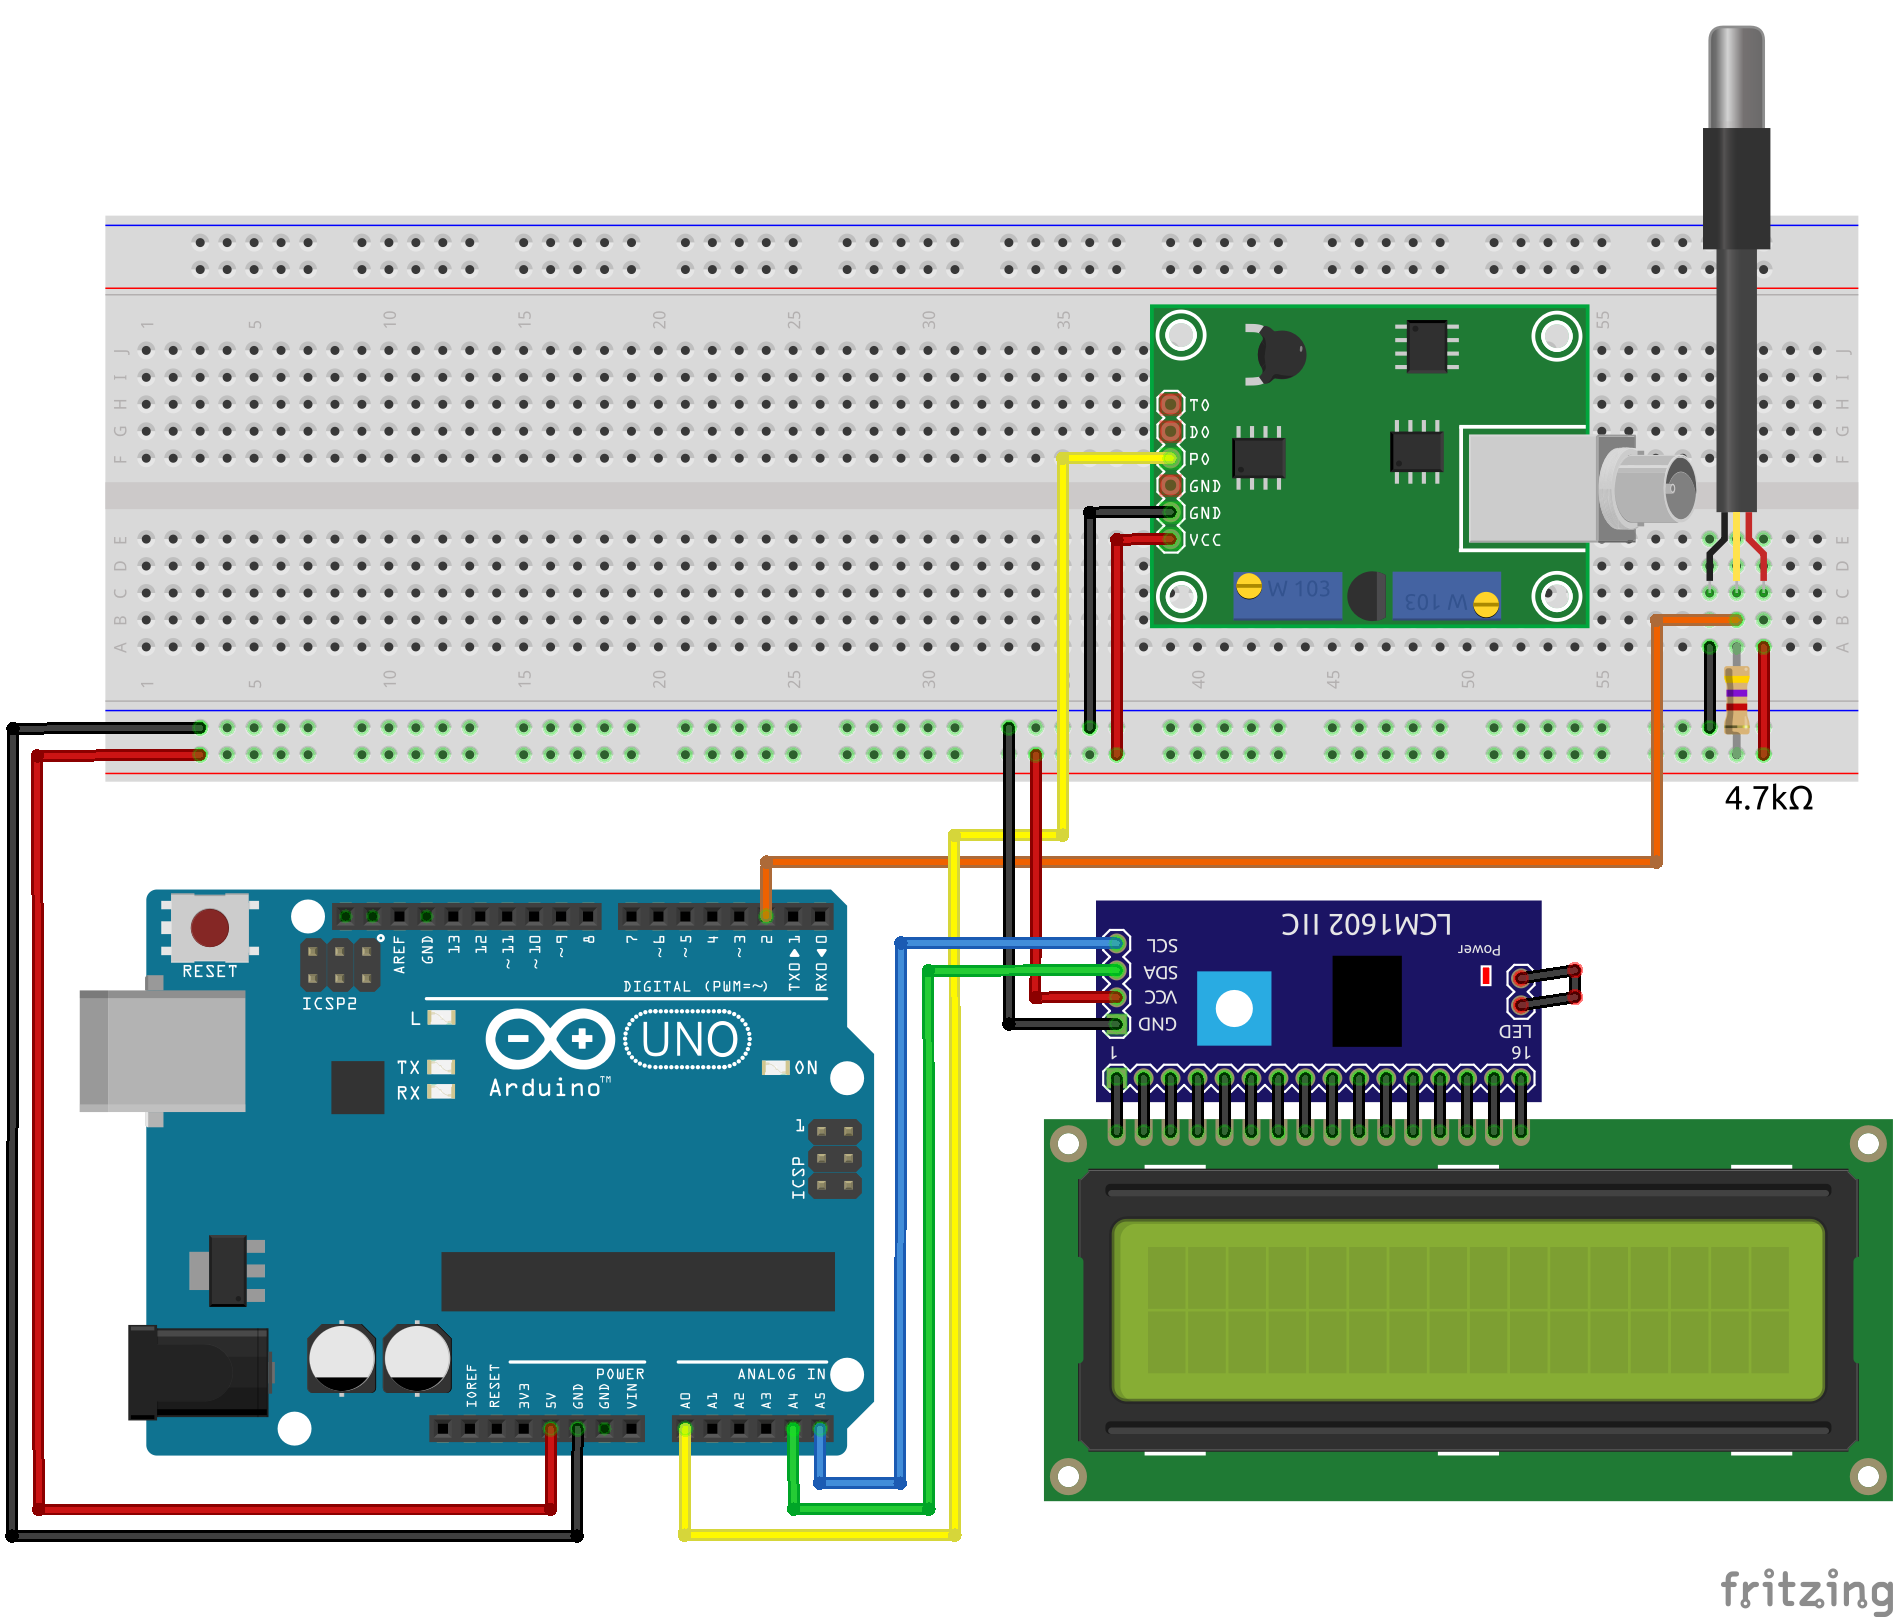 1 5 10 15 20 25 30 35 55
J J
I I
H H
G G
F F
E E
D D
C C
B B
A A
1 5 10 15 20 25 30 40 45 50 55
T0
D0
P0
GND
GND
VCC
W 103
W 103
4.7kΩ
RESET
ICSP2
AREF
GND
13
12
~11
~10
~9
8
7
~6
~5
4
~3
2
TX0▶1
RX0◀0
DIGITAL (PWM=~)
L
TX
RX
UNO
Arduino™
ON
1
ICSP
POWER
ANALOG IN
IOREF
RESET
3V3
5V
GND
GND
VIN
A0
A1
A2
A3
A4
A5
LCM1602 IIC
SCL
SDA
VCC
GND
Power
LED
1
16
fritzing